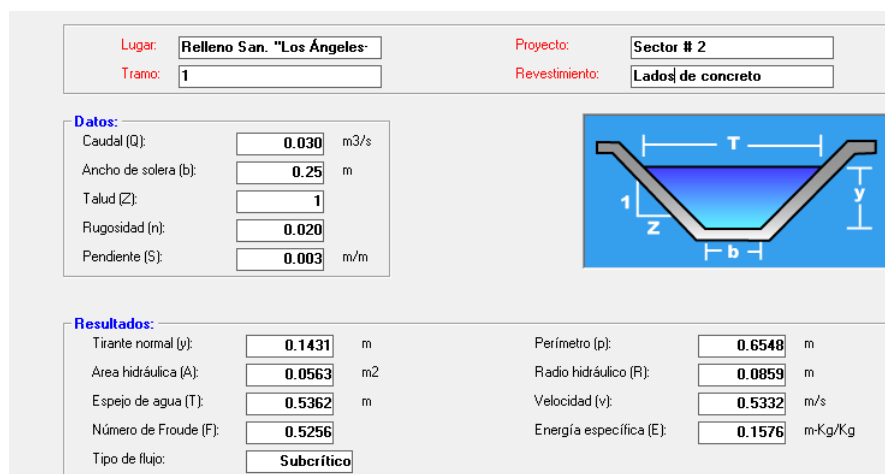 Lugar: Relleno San. "Los Ángeles- Proyecto: Sector # 2
Tramo: 1 Revestimiento: Lados de concreto
Datos:
Caudal (Q): 0.030 m3/s
Ancho de solera (b): 0.25 m
Talud (Z): 1
Rugosidad (n): 0.020
Pendiente (S): 0.003 m/m
T
y
1
Z
b
Resultados:
Tirante normal (y): 0.1431 m Perímetro (p): 0.6548 m
Area hidráulica (A): 0.0563 m2 Radio hidráulico (R): 0.0859 m
Espejo de agua (T): 0.5362 m Velocidad (v): 0.5332 m/s
Número de Froude (F): 0.5256 Energía específica (E): 0.1576 m-Kg/Kg
Tipo de flujo: Subcrítico